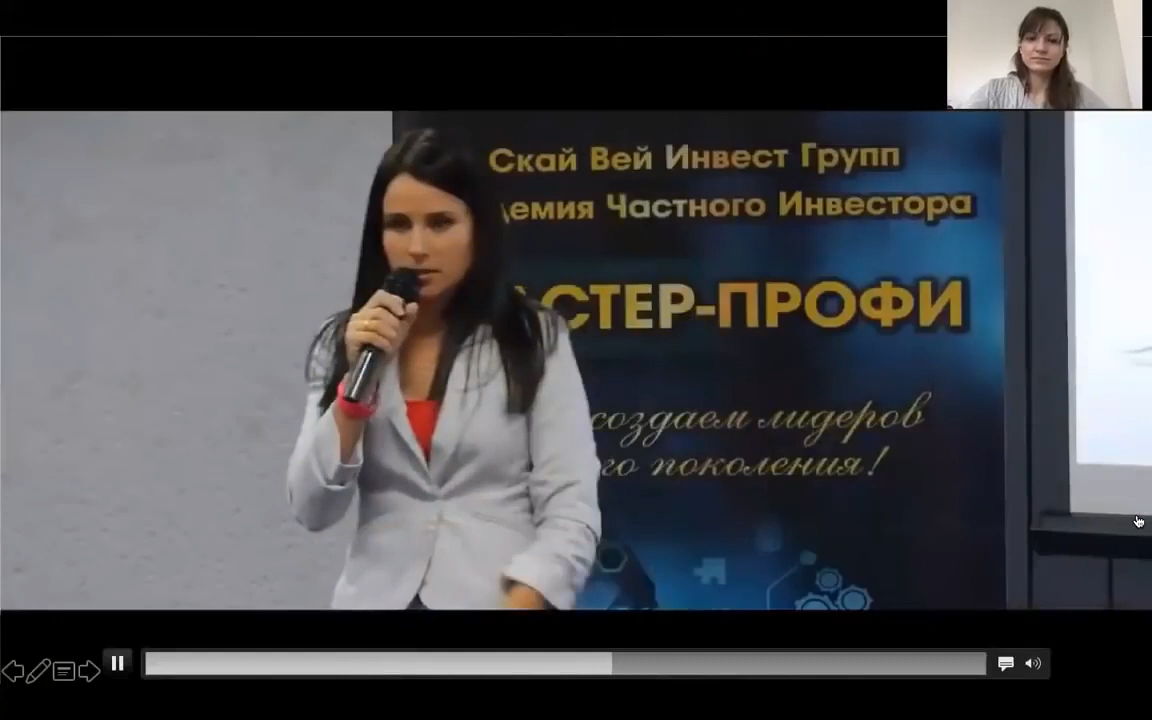 Скай Вей Инвест Групп
демия Частного Инвестора
СТЕР-ПРОФИ
создаем лидеров
го поколения!